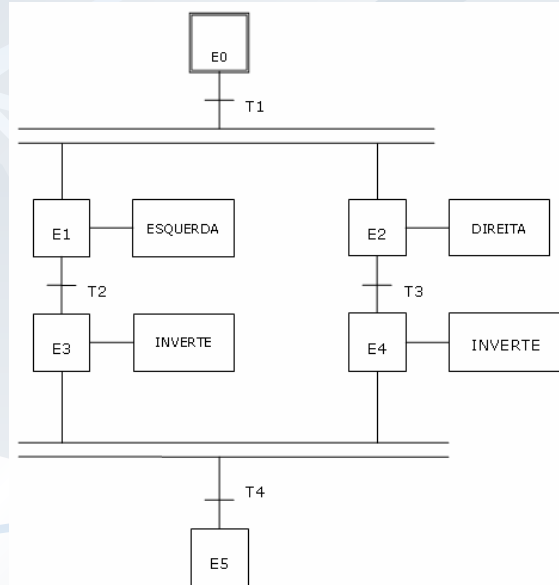 E0
T1
E1
ESQUERDA
E2
DIREITA
T2
T3
E3
INVERTE
E4
INVERTE
T4
E5